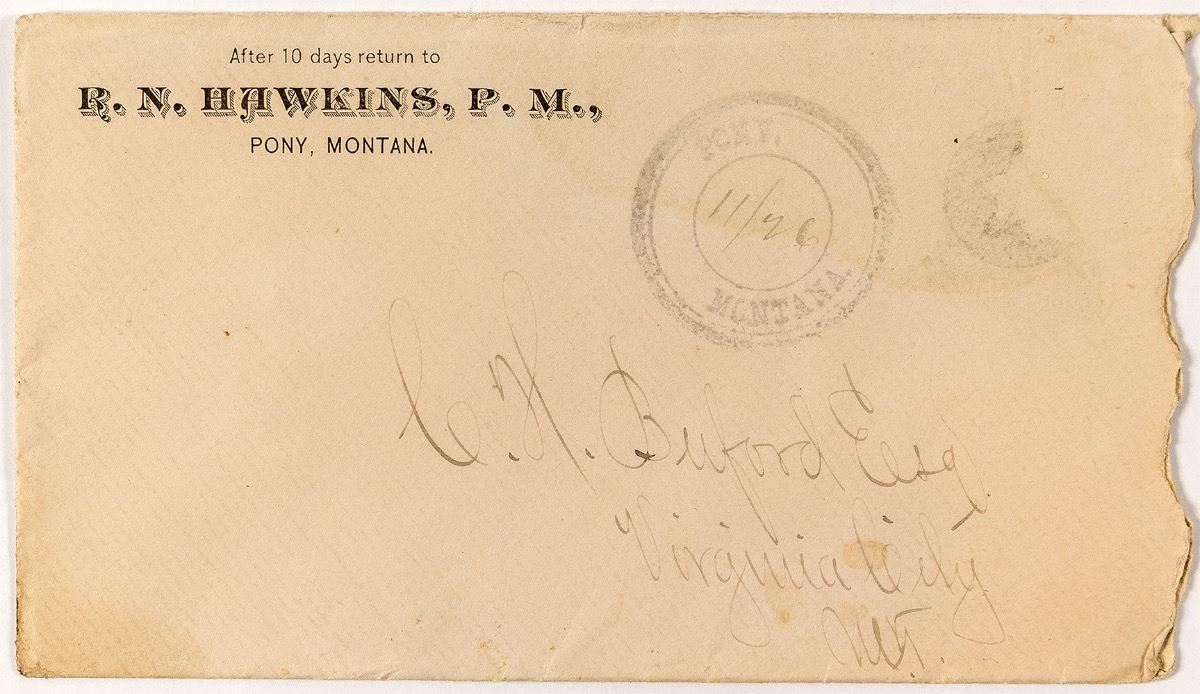 After 10 days return to
R. N. HAWKINS, P. M.,
PONY, MONTANA.
PONY.
11/26
MONTANA.
C. H. Buford Esq
Virginia City
MT.